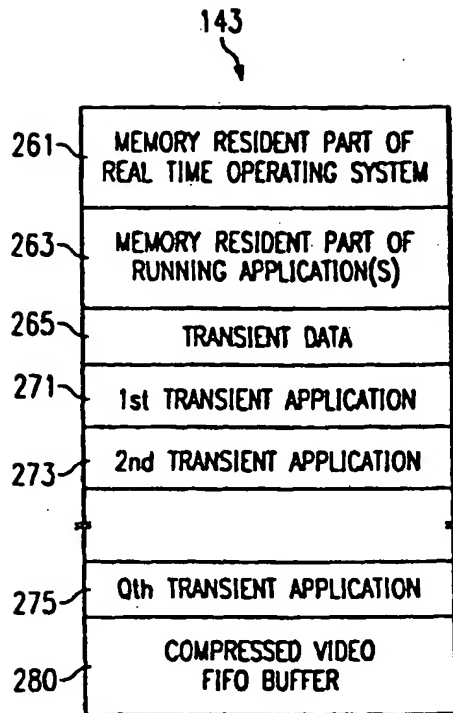 143
261
MEMORY RESIDENT PART OF
REAL TIME OPERATING SYSTEM
263
MEMORY RESIDENT PART OF
RUNNING APPLICATION(S)
265
TRANSIENT DATA
271
1st TRANSIENT APPLICATION
273
2nd TRANSIENT APPLICATION
275
Qth TRANSIENT APPLICATION
280
COMPRESSED VIDEO
FIFO BUFFER